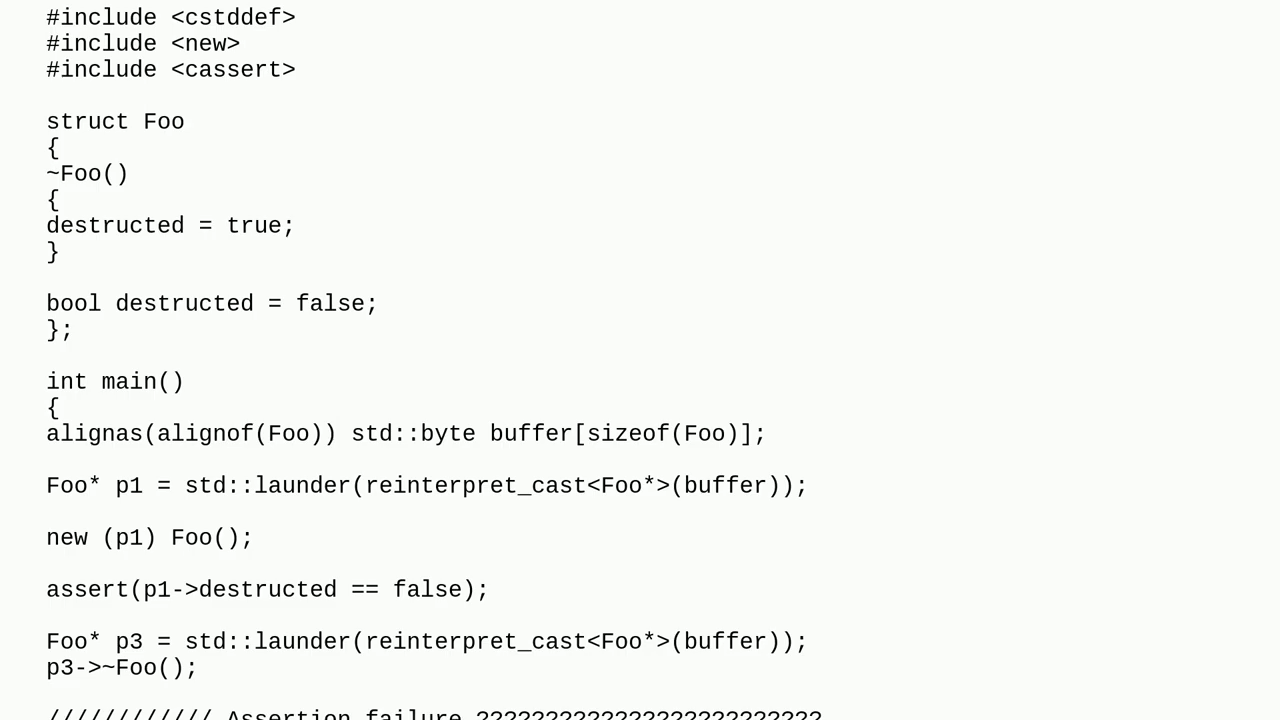 #include <cstddef>
#include <new>
#include <cassert>
struct Foo
{
~Foo()
{
destructed = true;
}
bool destructed = false;
};
int main()
{
alignas(alignof(Foo)) std::byte buffer[sizeof(Foo)];
Foo* p1 = std::launder(reinterpret_cast<Foo*>(buffer));
new (p1) Foo();
assert(p1->destructed == false);
Foo* p3 = std::launder(reinterpret_cast<Foo*>(buffer));
p3->~Foo();
//////////// Assertion failure ?????????????????????????